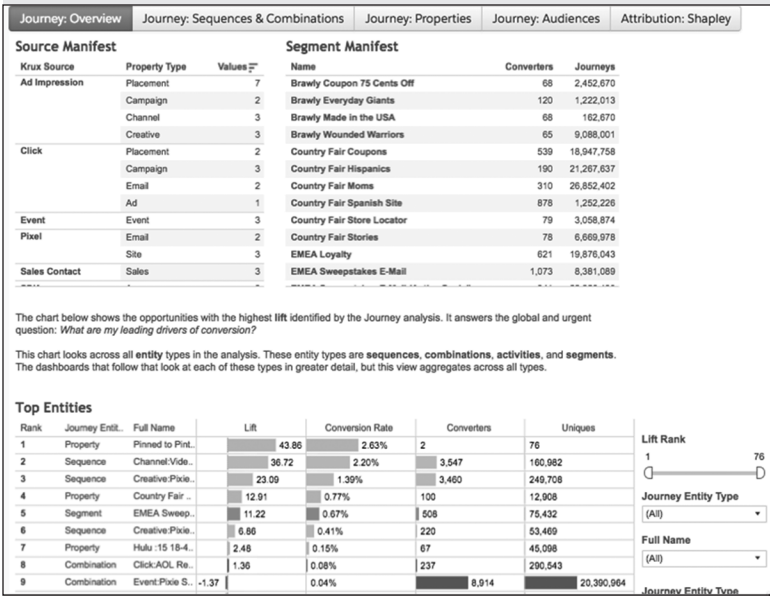 Journey: Overview Journey: Sequences & Combinations Journey: Properties Journey: Audiences Attribution: Shapley
Source Manifest
Krux Source Property Type Values
Ad Impression Placement 7
Campaign 2
Channel 3
Creative 3
Click Placement 2
Campaign 3
Email 2
Ad 1
Event Event 3
Pixel Email 2
Site 3
Sales Contact Sales 3
Segment Manifest
Name Converters Journeys
Brawly Coupon 75 Cents Off 68 2,452,670
Brawly Everyday Giants 120 1,222,013
Brawly Made in the USA 68 162,670
Brawly Wounded Warriors 65 9,088,001
Country Fair Coupons 539 18,947,758
Country Fair Hispanics 190 21,267,637
Country Fair Moms 310 26,852,402
Country Fair Spanish Site 878 1,252,226
Country Fair Store Locator 79 3,058,874
Country Fair Stories 78 6,669,978
EMEA Loyalty 621 19,876,043
EMEA Sweepstakes E-Mail 1,073 8,381,089
The chart below shows the opportunities with the highest lift identified by the Journey analysis. It answers the global and urgent
question: What are my leading drivers of conversion?
This chart looks across all entity types in the analysis. These entity types are sequences, combinations, activities, and segments.
The dashboards that follow that look at each of these types in greater detail, but this view aggregates across all types.
Top Entities
Rank Journey Entit.. Full Name Lift Conversion Rate Converters Uniques
1 Property Pinned to Pint.. 43.86 2.63% 2 76
2 Sequence Channel:Vide.. 36.72 2.20% 3,547 160,982
3 Sequence Creative:Pixie.. 23.09 1.39% 3,460 249,708
4 Property Country Fair .. 12.91 0.77% 100 12,908
5 Segment EMEA Sweep.. 11.22 0.67% 508 75,432
6 Sequence Creative:Pixie.. 6.86 0.41% 220 53,469
7 Property Hulu :15 18-4.. 2.46 0.15% 67 45,098
8 Combination Click:AOL Re.. 1.36 0.08% 237 290,543
9 Combination Event:Pixie S.. -1.37 0.04% 8,914 20,390,964
Lift Rank
1 76
Journey Entity Type
(All)
Full Name
(All)
Journey Entity Type